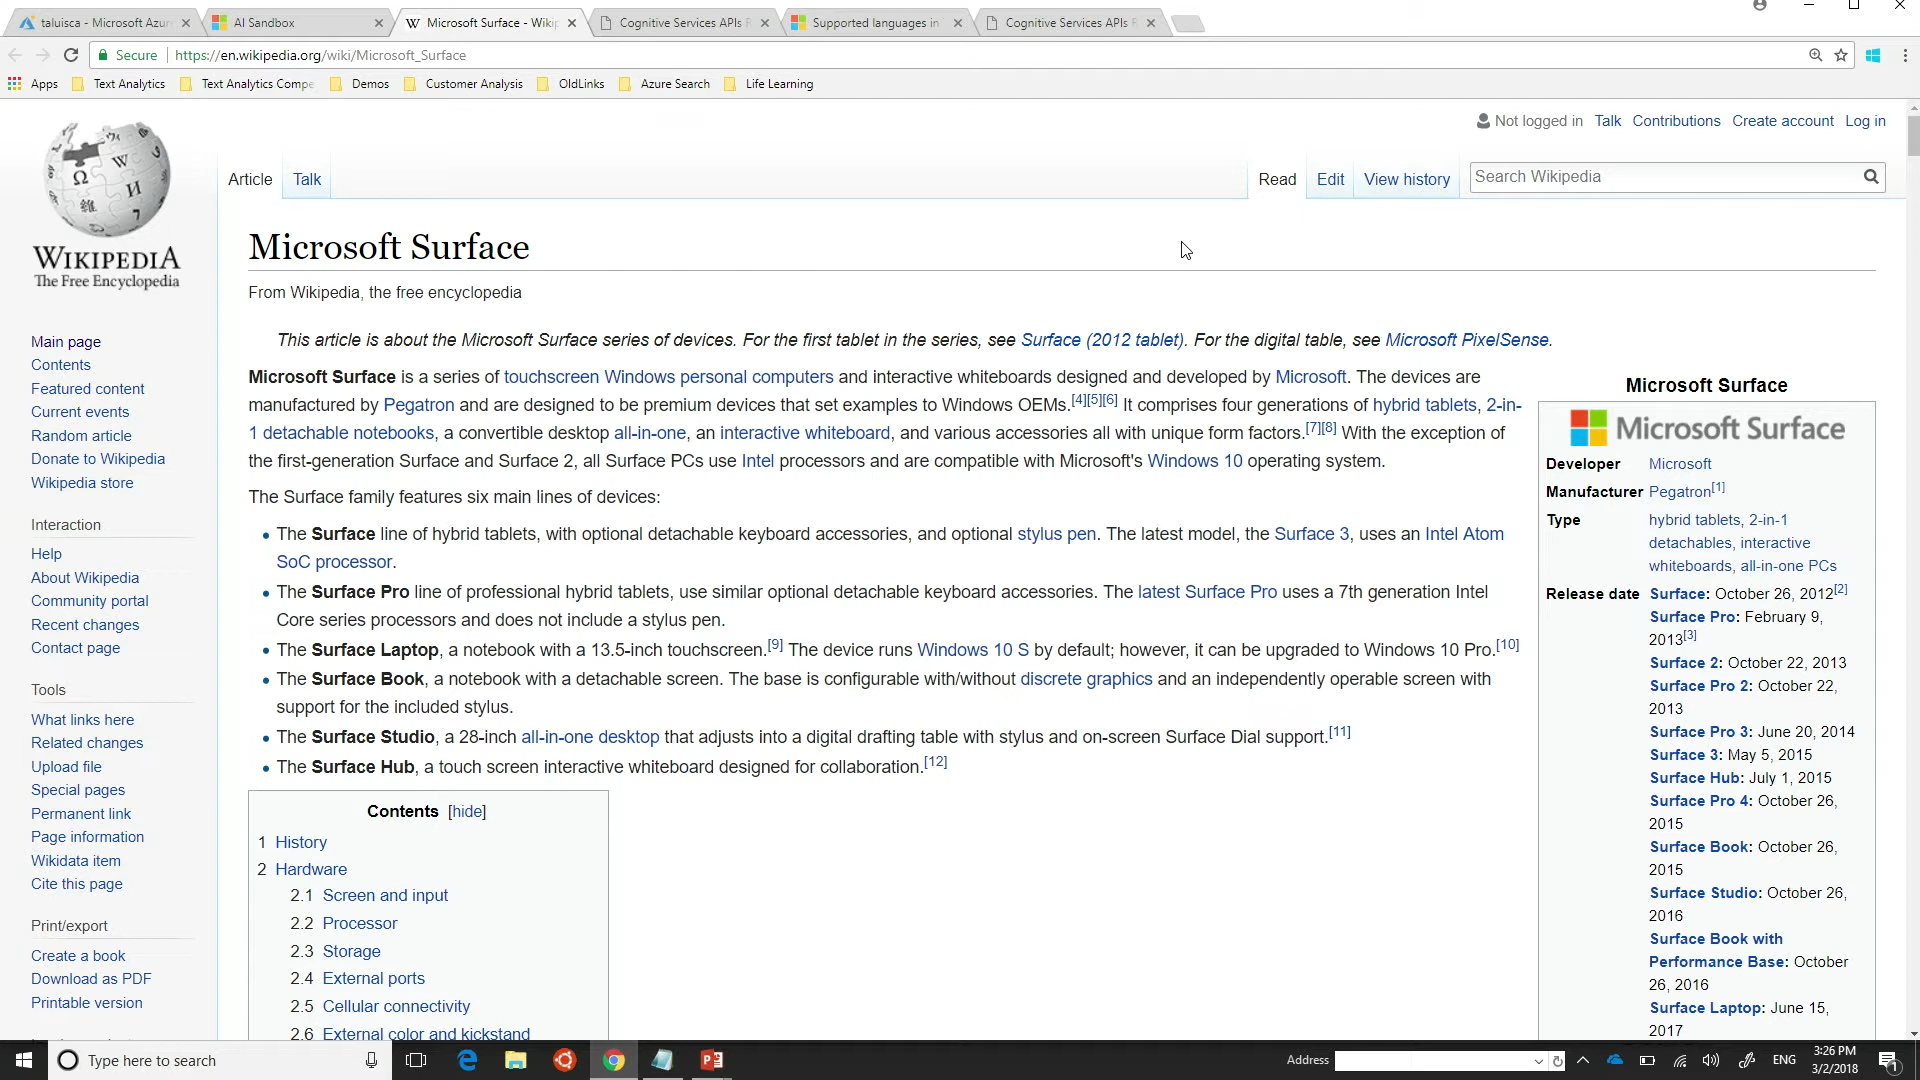 taluisca - Microsoft Azur
AI Sandbox
Microsoft Surface - Wiki
Cognitive Services APIs R
Supported languages in
Cognitive Services APIs R
Secure
https://en.wikipedia.org/wiki/Microsoft_Surface
Apps
Text Analytics
Text Analytics Compe
Demos
Customer Analysis
OldLinks
Azure Search
Life Learning
Not logged in Talk Contributions Create account Log in
Article Talk
Read Edit View history
Search Wikipedia
WIKIPEDIA
The Free Encyclopedia
Main page
Contents
Featured content
Current events
Random article
Donate to Wikipedia
Wikipedia store
Interaction
Help
About Wikipedia
Community portal
Recent changes
Contact page
Tools
What links here
Related changes
Upload file
Special pages
Permanent link
Page information
Wikidata item
Cite this page
Print/export
Create a book
Download as PDF
Printable version
Microsoft Surface
From Wikipedia, the free encyclopedia
This article is about the Microsoft Surface series of devices. For the first tablet in the series, see Surface (2012 tablet). For the digital table, see Microsoft PixelSense.
Microsoft Surface is a series of touchscreen Windows personal computers and interactive whiteboards designed and developed by Microsoft. The devices are
manufactured by Pegatron and are designed to be premium devices that set examples to Windows OEMs.[4][5][6] It comprises four generations of hybrid tablets, 2-in-
1 detachable notebooks, a convertible desktop all-in-one, an interactive whiteboard, and various accessories all with unique form factors.[7][8] With the exception of
the first-generation Surface and Surface 2, all Surface PCs use Intel processors and are compatible with Microsoft's Windows 10 operating system.
The Surface family features six main lines of devices:
• The Surface line of hybrid tablets, with optional detachable keyboard accessories, and optional stylus pen. The latest model, the Surface 3, uses an Intel Atom
SoC processor.
• The Surface Pro line of professional hybrid tablets, use similar optional detachable keyboard accessories. The latest Surface Pro uses a 7th generation Intel
Core series processors and does not include a stylus pen.
• The Surface Laptop, a notebook with a 13.5-inch touchscreen.[9] The device runs Windows 10 S by default; however, it can be upgraded to Windows 10 Pro.[10]
• The Surface Book, a notebook with a detachable screen. The base is configurable with/without discrete graphics and an independently operable screen with
support for the included stylus.
• The Surface Studio, a 28-inch all-in-one desktop that adjusts into a digital drafting table with stylus and on-screen Surface Dial support.[11]
• The Surface Hub, a touch screen interactive whiteboard designed for collaboration.[12]
Contents [hide]
1 History
2 Hardware
2.1 Screen and input
2.2 Processor
2.3 Storage
2.4 External ports
2.5 Cellular connectivity
2.6 External color and kickstand
Microsoft Surface
Microsoft Surface
Developer Microsoft
Manufacturer Pegatron[1]
Type hybrid tablets, 2-in-1
detachables, interactive
whiteboards, all-in-one PCs
Release date Surface: October 26, 2012[2]
Surface Pro: February 9,
2013[3]
Surface 2: October 22, 2013
Surface Pro 2: October 22,
2013
Surface Pro 3: June 20, 2014
Surface 3: May 5, 2015
Surface Hub: July 1, 2015
Surface Pro 4: October 26,
2015
Surface Book: October 26,
2015
Surface Studio: October 26,
2016
Surface Book with
Performance Base: October
26, 2016
Surface Laptop: June 15,
2017
Type here to search
Address
ENG
3:26 PM
3/2/2018
1